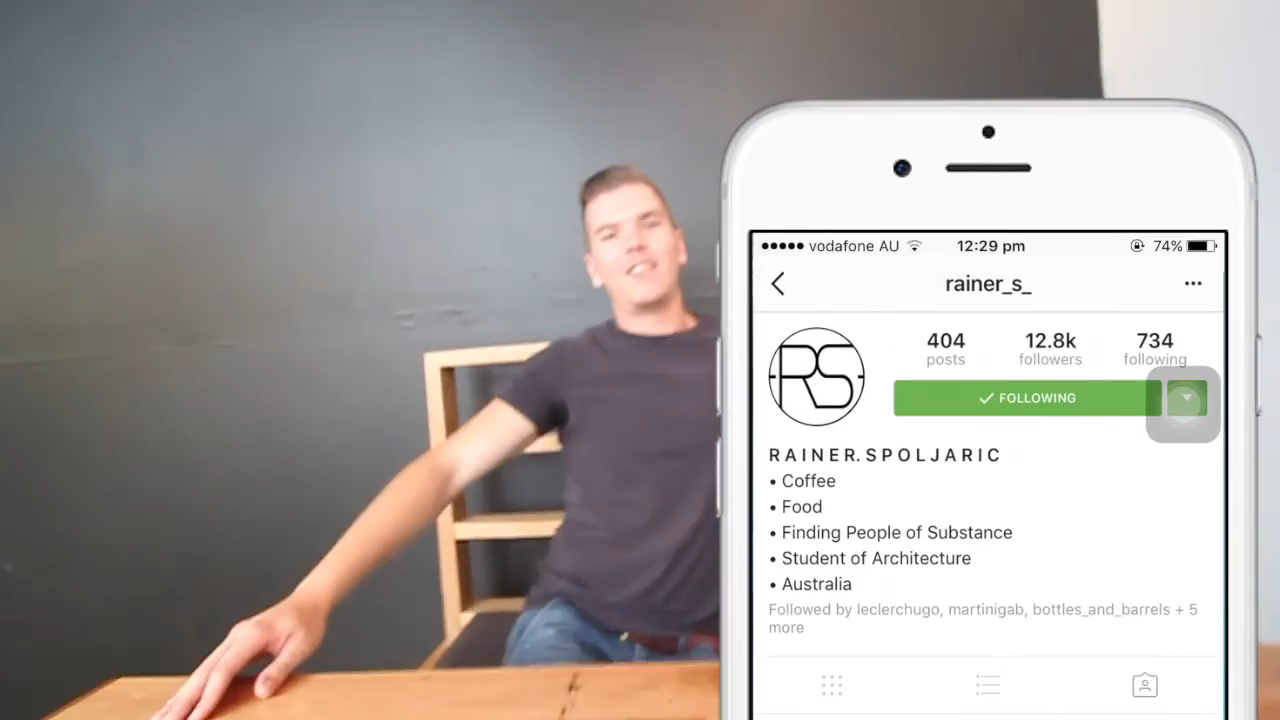 vodafone AU 12:29 pm 74%
rainer_s_
404 12.8k 734
posts followers following
RS
FOLLOWING
RAINER.SPOLJARIC
• Coffee
• Food
• Finding People of Substance
• Student of Architecture
• Australia
Followed by leclerchugo, martinigab, bottles_and_barrels + 5
more